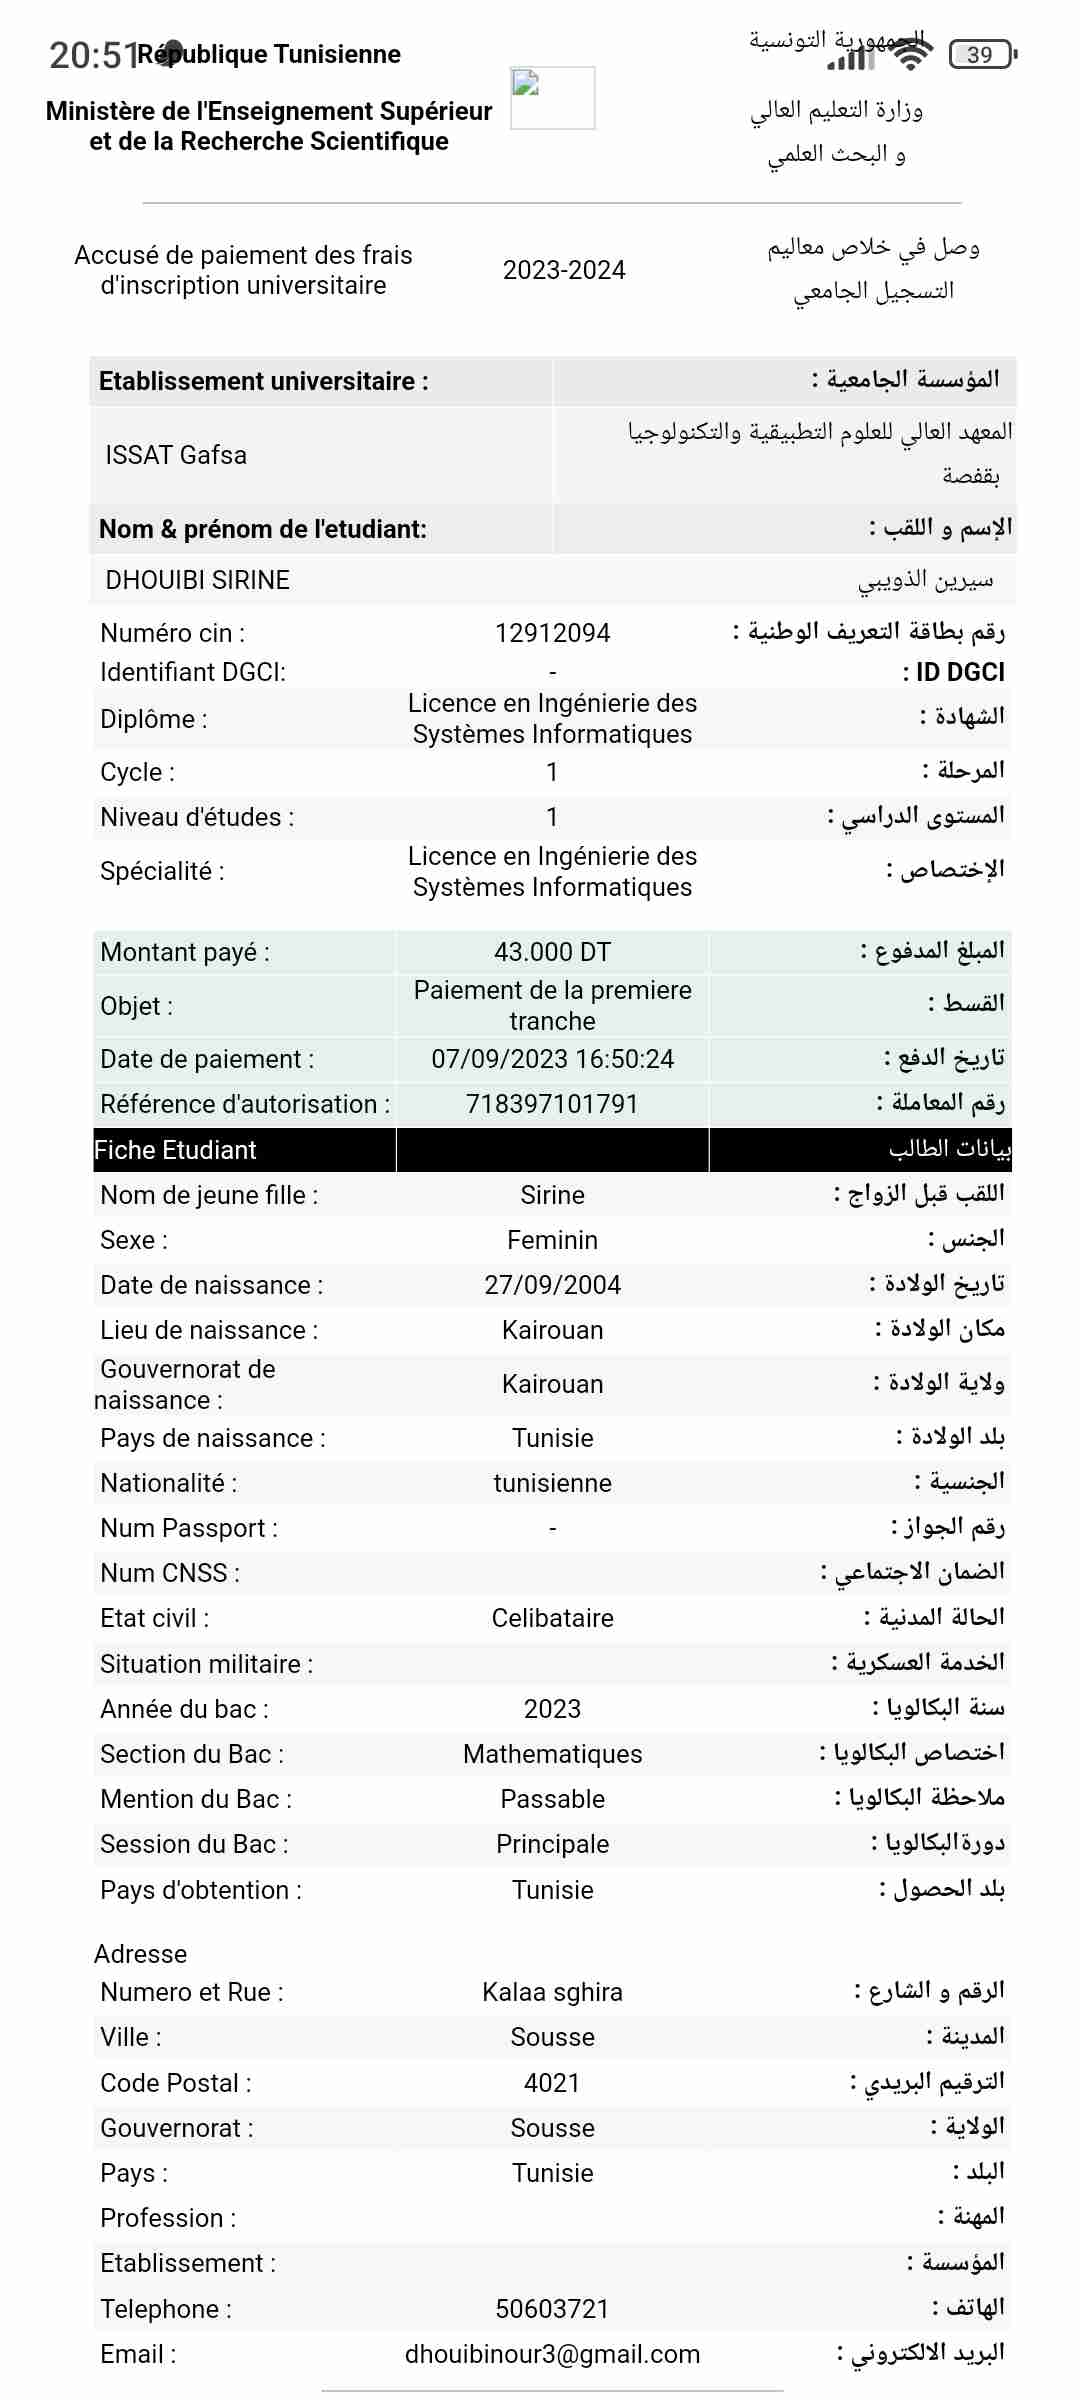 20:51
39
République Tunisienne
الجمهورية التونسية
Ministère de l'Enseignement Supérieur
et de la Recherche Scientifique
وزارة التعليم العالي
و البحث العلمي
Accusé de paiement des frais
d'inscription universitaire
2023-2024
وصل في خلاص معاليم
التسجيل الجامعي
Etablissement universitaire : المؤسسة الجامعية :
ISSAT Gafsa
المعهد العالي للعلوم التطبيقية والتكنولوجيا
بقفصة
Nom & prénom de l'etudiant: الإسم و اللقب :
DHOUIBI SIRINE سيرين الذويبي
Numéro cin : 12912094 رقم بطاقة التعريف الوطنية :
Identifiant DGCI: - ID DGCI :
Diplôme :
Licence en Ingénierie des
Systèmes Informatiques
الشهادة :
Cycle : 1 المرحلة :
Niveau d'études : 1 المستوى الدراسي :
Spécialité :
Licence en Ingénierie des
Systèmes Informatiques
الإختصاص :
Montant payé : 43.000 DT المبلغ المدفوع :
Objet :
Paiement de la premiere
tranche
القسط :
Date de paiement : 07/09/2023 16:50:24 تاريخ الدفع :
Référence d'autorisation : 718397101791 رقم المعاملة :
Fiche Etudiant بيانات الطالب
Nom de jeune fille : Sirine اللقب قبل الزواج :
Sexe : Feminin الجنس :
Date de naissance : 27/09/2004 تاريخ الولادة :
Lieu de naissance : Kairouan مكان الولادة :
Gouvernorat de
naissance :
Kairouan ولاية الولادة :
Pays de naissance : Tunisie بلد الولادة :
Nationalité : tunisienne الجنسية :
Num Passport : - رقم الجواز :
Num CNSS : الضمان الاجتماعي :
Etat civil : Celibataire الحالة المدنية :
Situation militaire : الخدمة العسكرية :
Année du bac : 2023 سنة البكالويا :
Section du Bac : Mathematiques اختصاص البكالويا :
Mention du Bac : Passable ملاحظة البكالويا :
Session du Bac : Principale دورةالبكالويا :
Pays d'obtention : Tunisie بلد الحصول :
Adresse
Numero et Rue : Kalaa sghira الرقم و الشارع :
Ville : Sousse المدينة :
Code Postal : 4021 الترقيم البريدي :
Gouvernorat : Sousse الولاية :
Pays : Tunisie البلد :
Profession : المهنة :
Etablissement : المؤسسة :
Telephone : 50603721 الهاتف :
Email : dhouibinour3@gmail.com البريد الالكتروني :